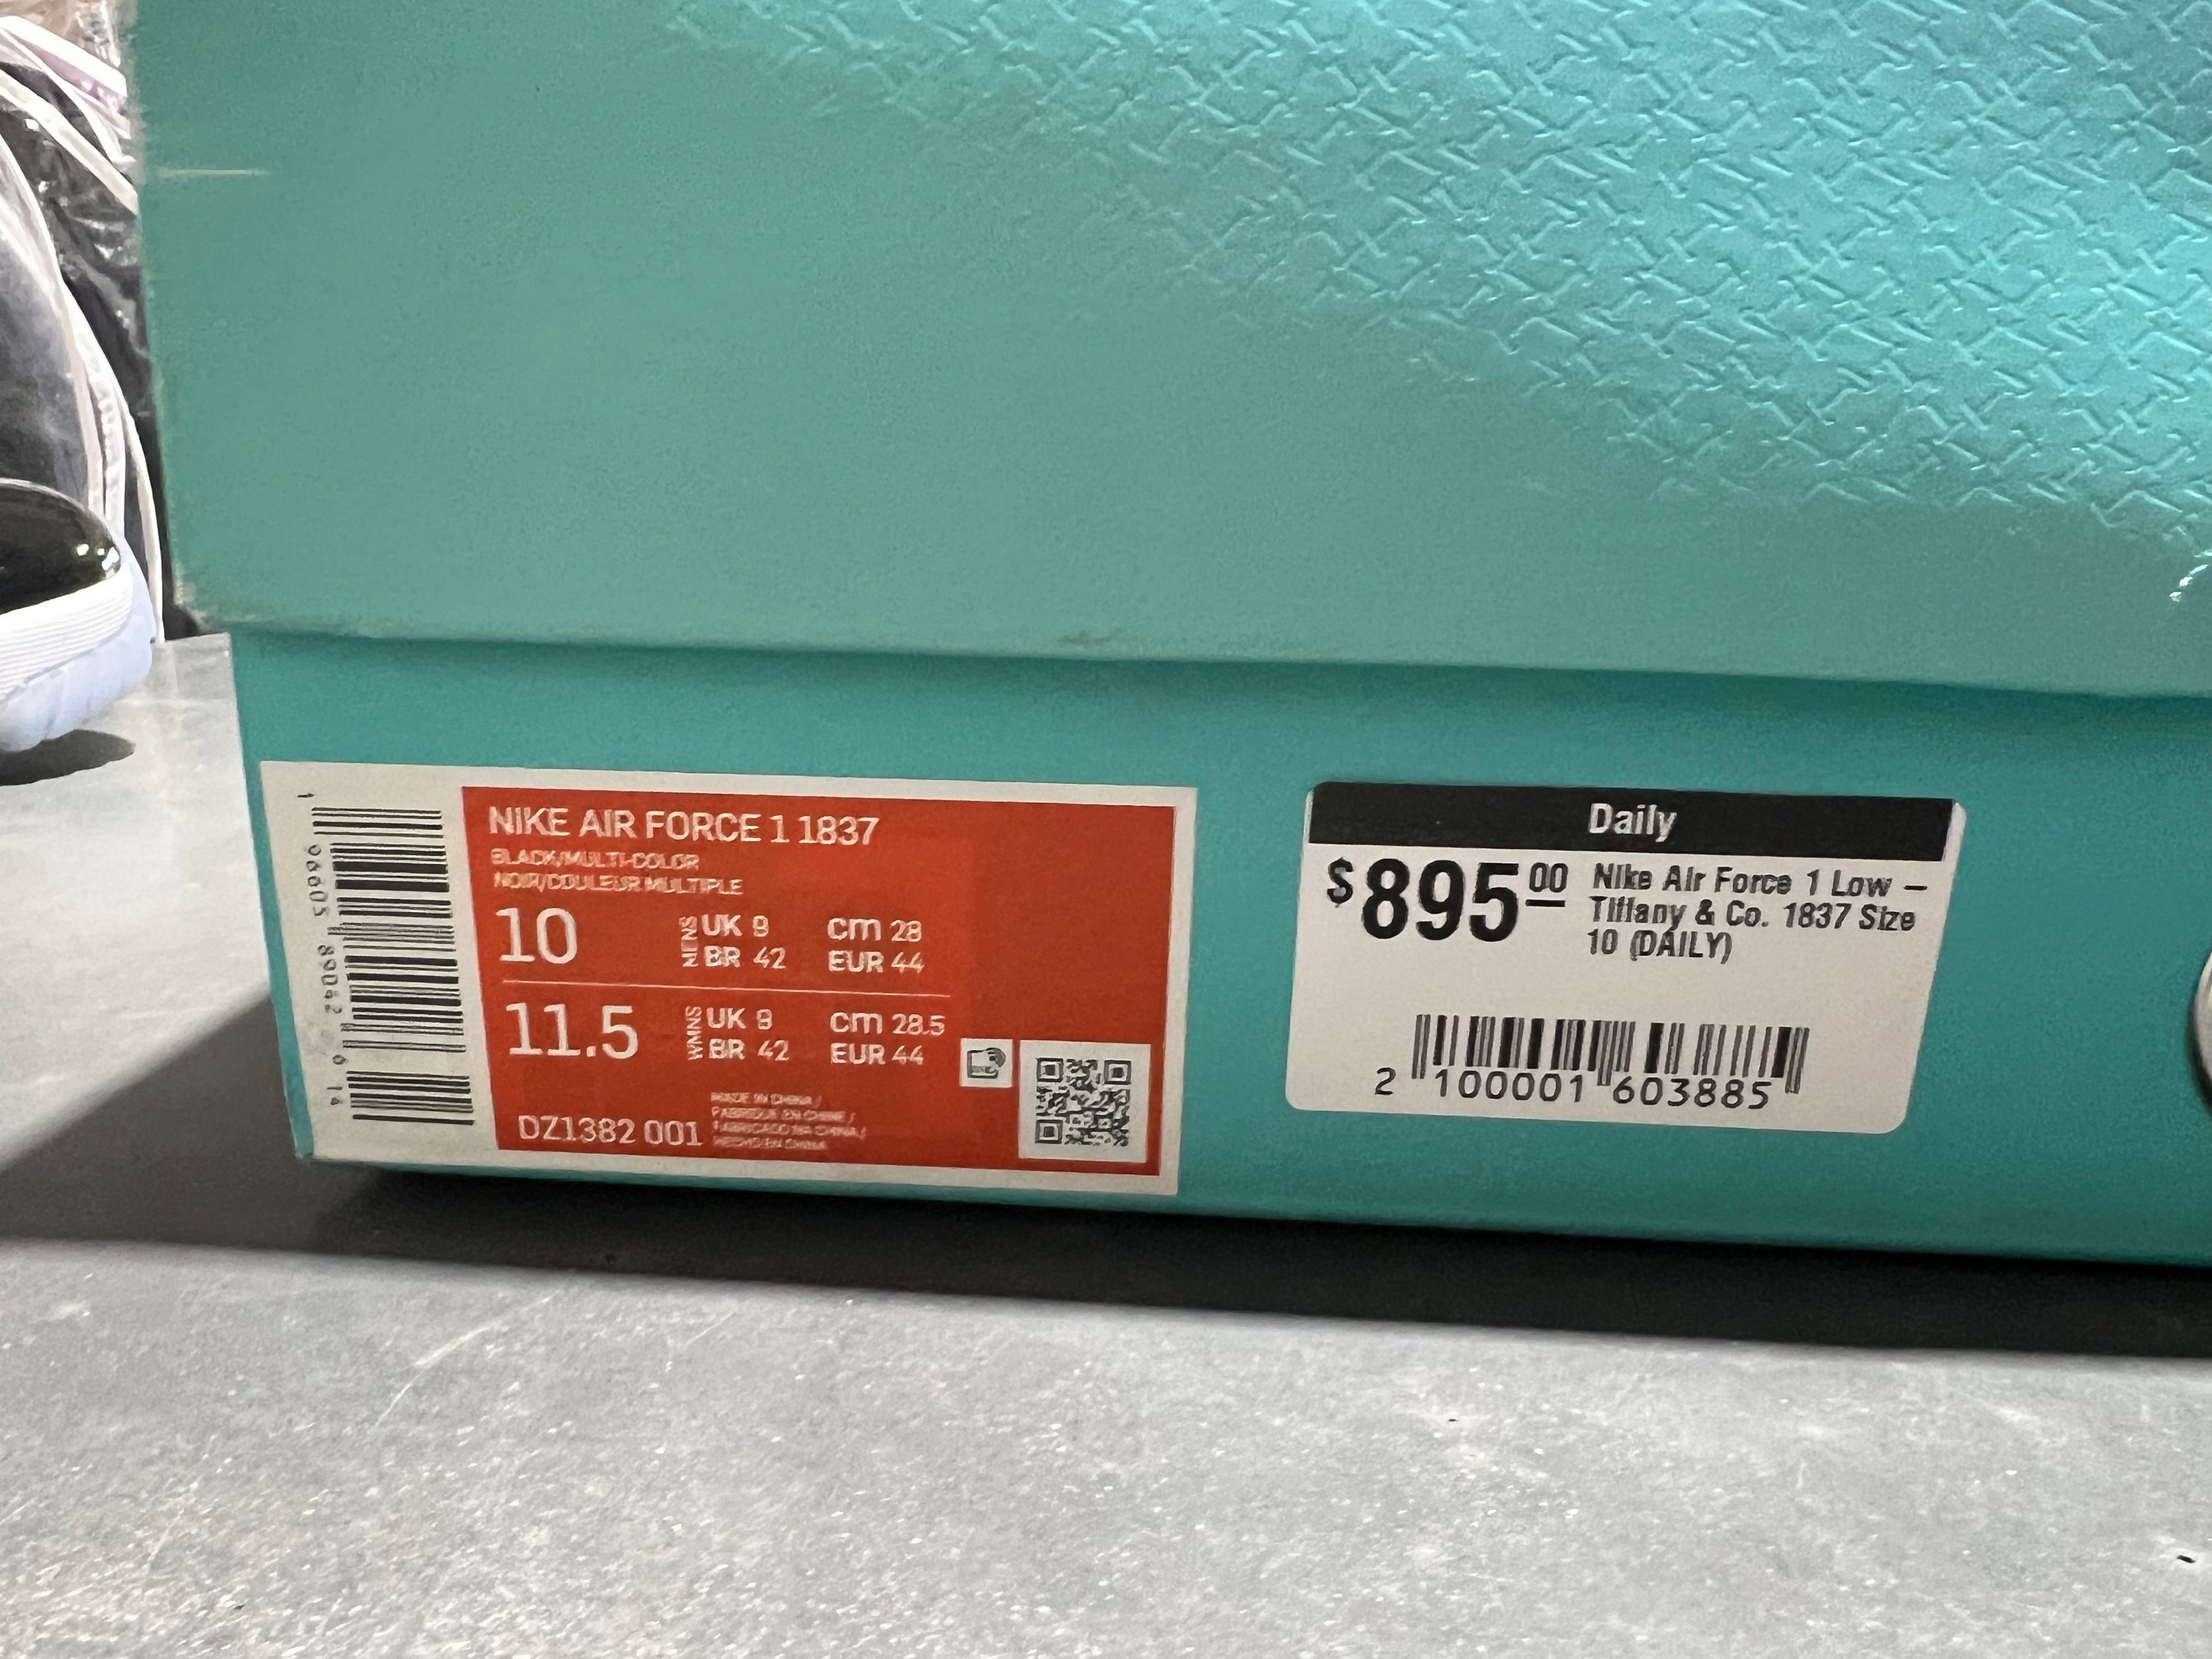 NIKE AIR FORCE 1 1837
BLACK/MULTI-COLOR
NOIR/COULEUR MULTIPLE
10 MENS UK 9 cm 28
BR 42 EUR 44
11.5 WMNS UK 9 cm 28.5
BR 42 EUR 44
DZ1382 001
MADE IN CHINA /
FABRIQUE EN CHINE /
FABRICADO NA CHINA /
HECHO EN CHINA
Daily
$895.00
Nike Air Force 1 Low –
Tiffany & Co. 1837 Size
10 (DAILY)
2 100001 603885